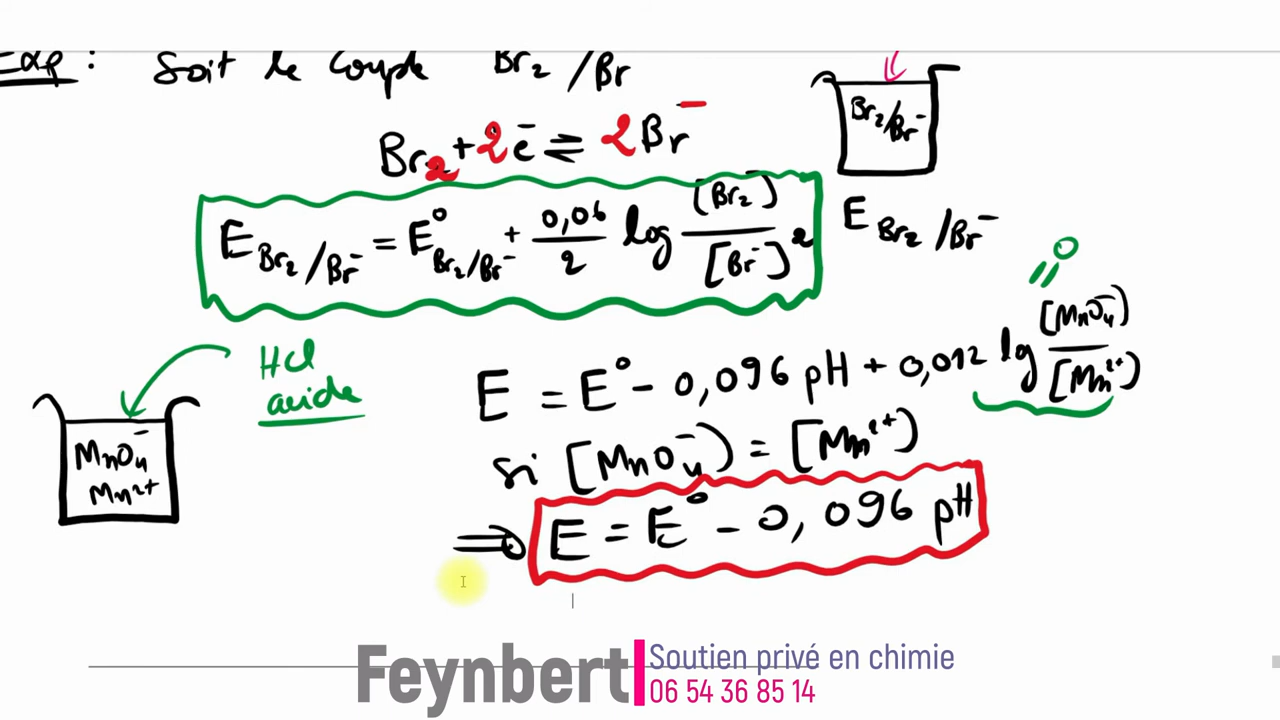 Exp : Soit le couple Br₂ /Br
Br₂ + 2e⁻ ⇌ 2Br⁻
Br₂/Br⁻
E Br₂/Br⁻ = E⁰ Br₂/Br⁻ + 0,06/2 log [Br₂]/[Br⁻]²
E Br₂/Br⁻
HCl
acide
MnO₄⁻
Mn²⁺
= 0
E = E° - 0,096 pH + 0,012 log [MnO₄⁻]/[Mn²⁺]
si [MnO₄⁻] = [Mn²⁺]
⇒ E = E° - 0,096 pH
Feynbert
Soutien privé en chimie
06 54 36 85 14